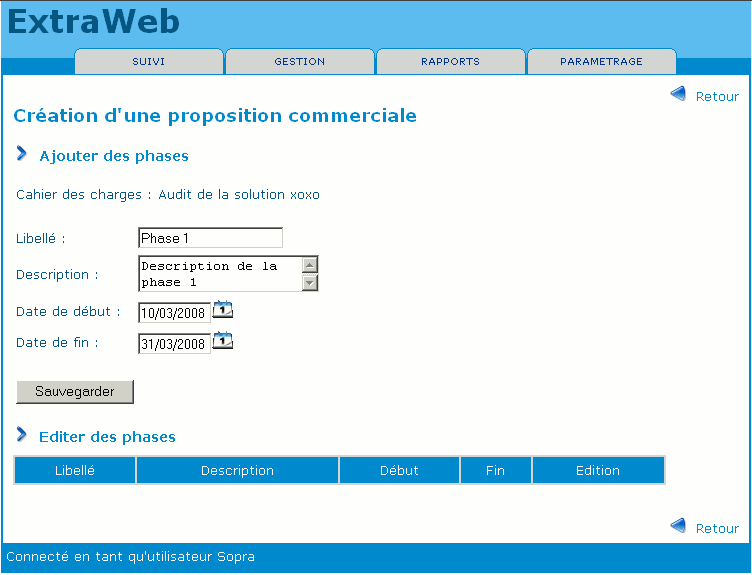 ExtraWeb
SUIVI GESTION RAPPORTS PARAMETRAGE
Retour
Création d'une proposition commerciale
Ajouter des phases
Cahier des charges : Audit de la solution xoxo
Libellé : Phase 1
Description : Description de la
phase 1
Date de début : 10/03/2008 1
Date de fin : 31/03/2008 1
Sauvegarder
Editer des phases
Libellé Description Début Fin Edition
Retour
Connecté en tant qu'utilisateur Sopra